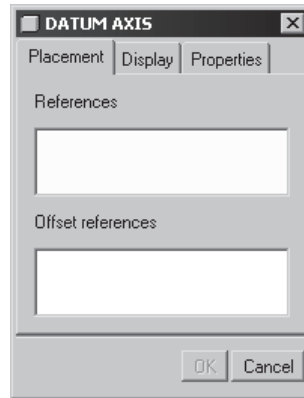 DATUM AXIS
Placement Display Properties
References
Offset references
OK Cancel